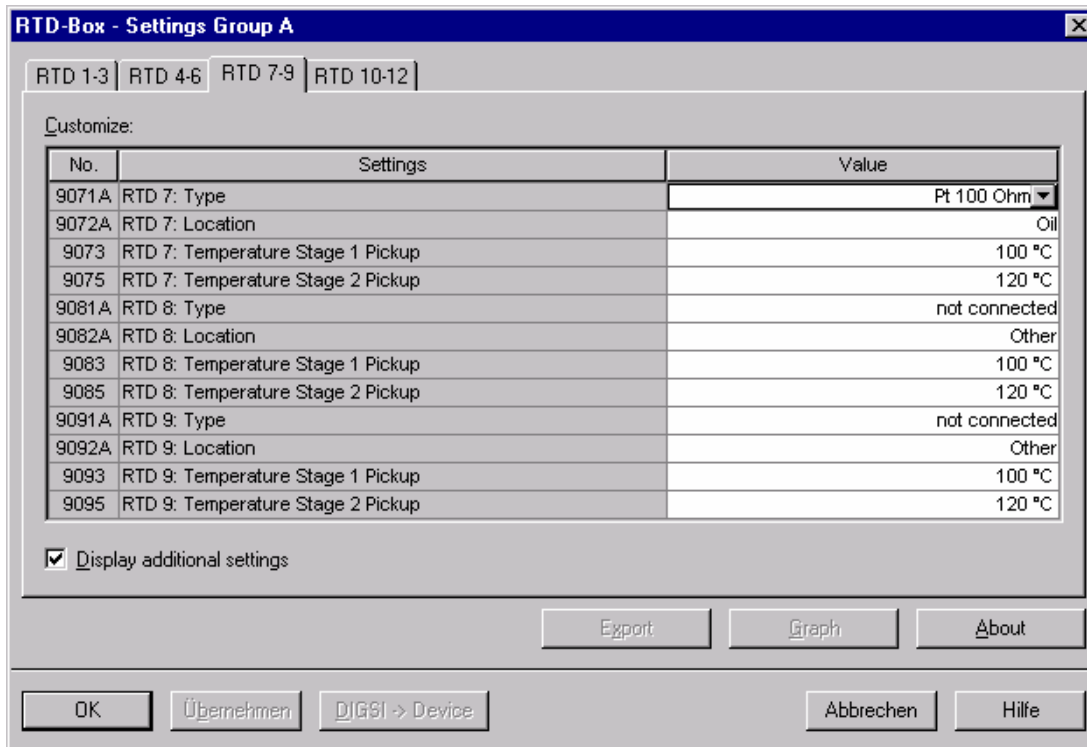 RTD-Box - Settings Group A
RTD 1-3 RTD 4-6 RTD 7-9 RTD 10-12
Customize:
No. Settings Value
9071A RTD 7: Type Pt 100 Ohm
9072A RTD 7: Location Oil
9073 RTD 7: Temperature Stage 1 Pickup 100 °C
9075 RTD 7: Temperature Stage 2 Pickup 120 °C
9081A RTD 8: Type not connected
9082A RTD 8: Location Other
9083 RTD 8: Temperature Stage 1 Pickup 100 °C
9085 RTD 8: Temperature Stage 2 Pickup 120 °C
9091A RTD 9: Type not connected
9092A RTD 9: Location Other
9093 RTD 9: Temperature Stage 1 Pickup 100 °C
9095 RTD 9: Temperature Stage 2 Pickup 120 °C
Display additional settings
Export Graph About
OK Übernehmen DIGSI -> Device Abbrechen Hilfe